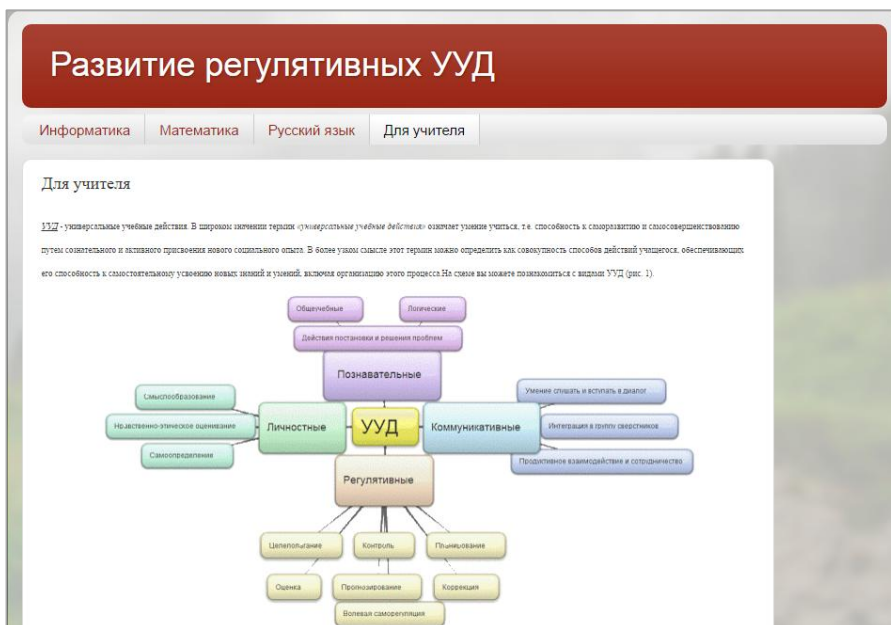 Развитие регулятивных УУД
Информатика Математика Русский язык Для учителя
Для учителя
УУД - универсальные учебные действия. В широком значении термин «универсальные учебные действия» означает умение учиться, т.е. способность к саморазвитию и самосовершенствованию
путем сознательного и активного присвоения нового социального опыта. В более узком смысле этот термин можно определить как совокупность способов действий учащегося, обеспечивающих
его способность к самостоятельному усвоению новых знаний и умений, включая организацию этого процесса.На схеме вы можете познакомиться с видами УУД (рис. 1).
Общеучебные Логические
Действия постановки и решения проблем
Познавательные
Смыслообразование
Нравственно-этическое оценивание
Самоопределение
Личностные УУД Коммуникативные
Умение слышать и вступать в диалог
Интеграция в группу сверстников
Продуктивное взаимодействие и сотрудничество
Регулятивные
Целеполагание Контроль Планирование
Оценка Прогнозирование Коррекция
Волевая саморегуляция